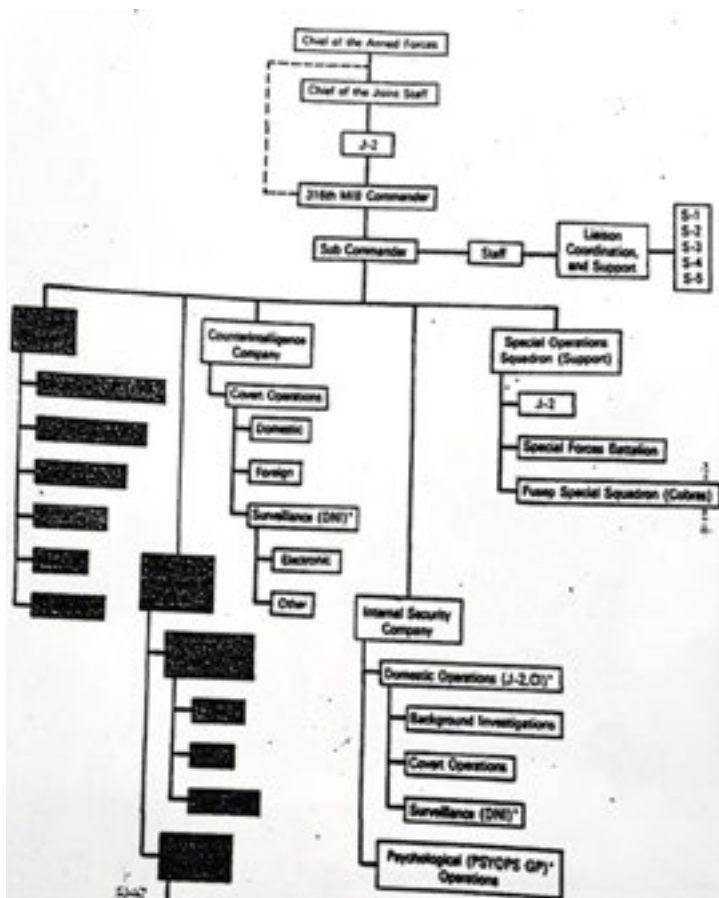 Chief of the Armed Forces
Chief of the Joint Staff
J-2
316th MIB Commander
Sub Commander
Staff
Liaison
Coordination,
and Support
S-1
S-2
S-3
S-4
S-5
Counterintelligence
Company
Covert Operations
Domestic
Foreign
Surveillance (DNI)*
Electronic
Other
Internal Security
Company
Domestic Operations (J-2,CI)*
Background Investigations
Covert Operations
Surveillance (DNI)*
Psychological (PSYOPS GP)*
Operations
Special Operations
Squadron (Support)
J-2
Special Forces Battalion
Fusep Special Squadron (Cobras)